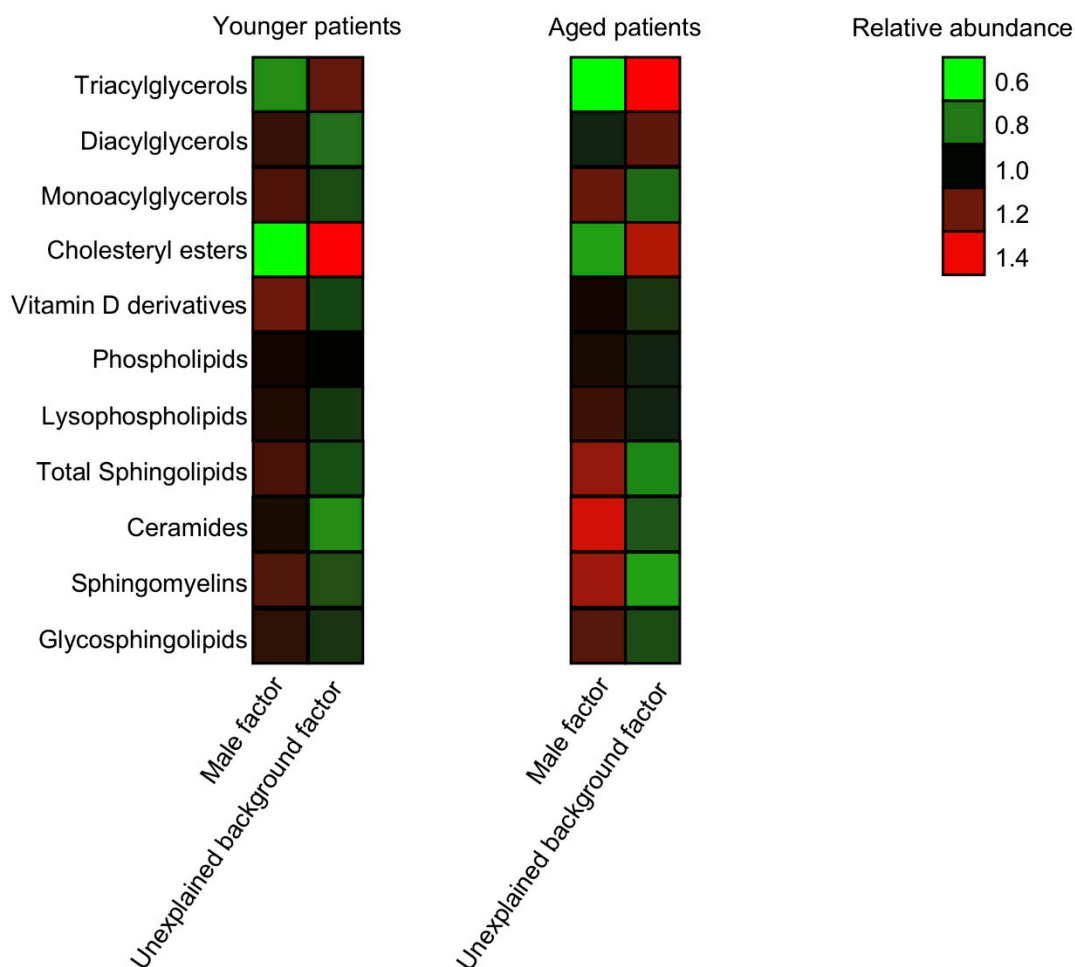 Younger patients
Aged patients
Relative abundance
Triacylglycerols
Diacylglycerols
Monoacylglycerols
Cholesteryl esters
Vitamin D derivatives
Phospholipids
Lysophospholipids
Total Sphingolipids
Ceramides
Sphingomyelins
Glycosphingolipids
0.6
0.8
1.0
1.2
1.4
Male factor
Unexplained background factor
Male factor
Unexplained background factor